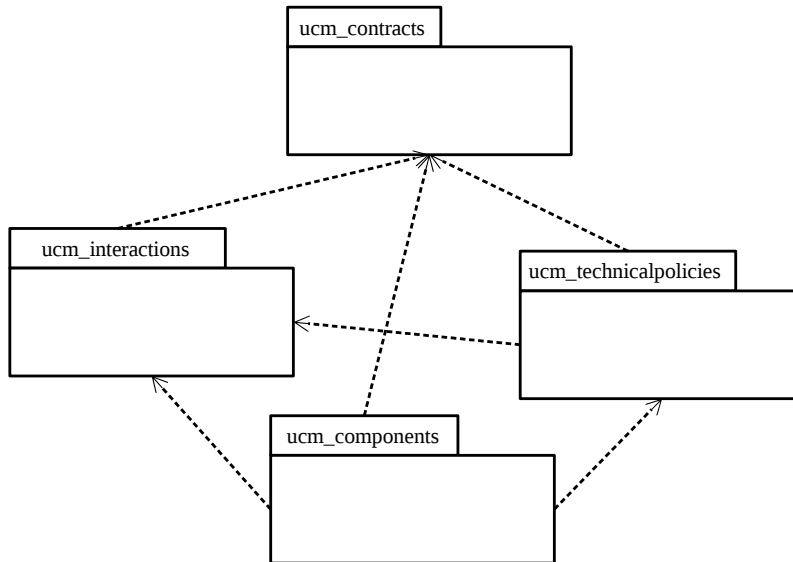 ucm_contracts
ucm_interactions
ucm_technicalpolicies
ucm_components